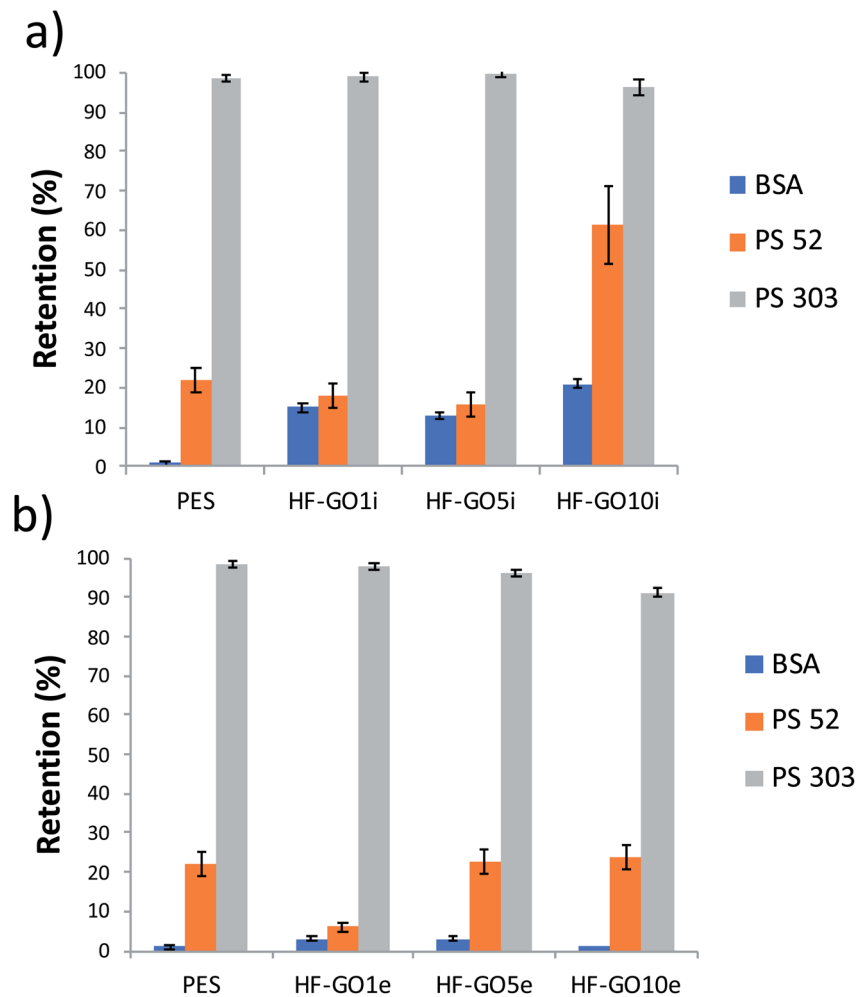 a)
Retention (%)
100
90
80
70
60
50
40
30
20
10
0
PES HF-GO1i HF-GO5i HF-GO10i
BSA
PS 52
PS 303
b)
Retention (%)
100
90
80
70
60
50
40
30
20
10
0
PES HF-GO1e HF-GO5e HF-GO10e
BSA
PS 52
PS 303